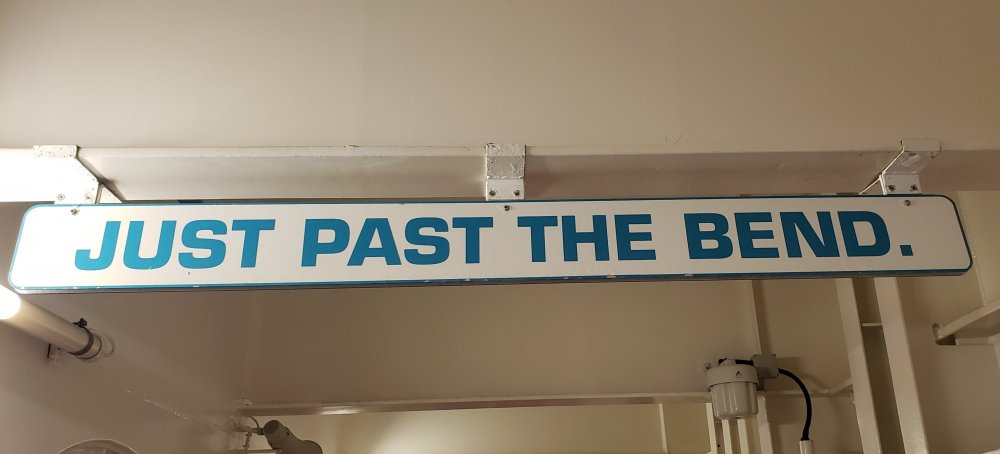 JUST PAST THE BEND.